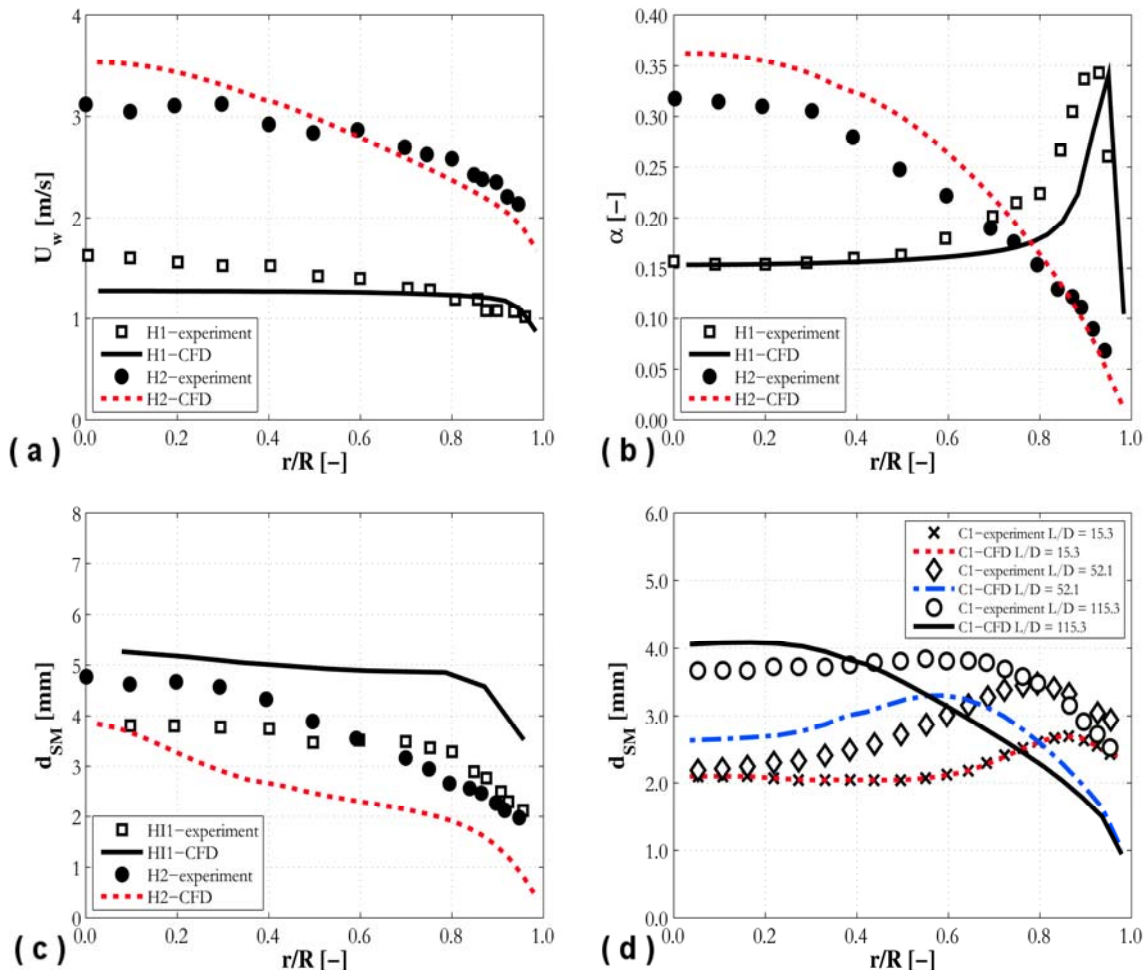 4
3
2
1
0
U_w [m/s]
H1-experiment
H1-CFD
H2-experiment
H2-CFD
0.0 0.2 0.4 0.6 0.8 1.0
r/R [-]
( a )
0.40
0.35
0.30
0.25
0.20
0.15
0.10
0.05
0.00
α [-]
H1-experiment
H1-CFD
H2-experiment
H2-CFD
0.0 0.2 0.4 0.6 0.8 1.0
r/R [-]
( b )
8
7
6
5
4
3
2
1
0
d_SM [mm]
HI1-experiment
HI1-CFD
H2-experiment
H2-CFD
0.0 0.2 0.4 0.6 0.8 1.0
r/R [-]
( c )
6.0
5.0
4.0
3.0
2.0
1.0
0.0
d_SM [mm]
C1-experiment L/D = 15.3
C1-CFD L/D = 15.3
C1-experiment L/D = 52.1
C1-CFD L/D = 52.1
C1-experiment L/D = 115.3
C1-CFD L/D = 115.3
0.0 0.2 0.4 0.6 0.8 1.0
r/R [-]
( d )